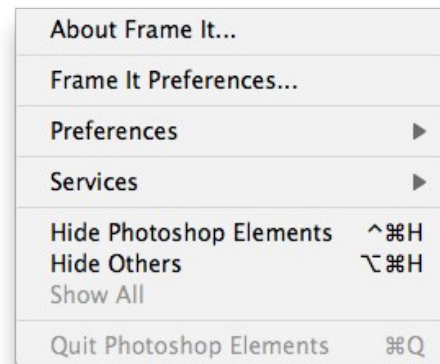 About Frame It...
Frame It Preferences...
Preferences
Services
Hide Photoshop Elements ^⌘H
Hide Others ⌥⌘H
Show All
Quit Photoshop Elements ⌘Q